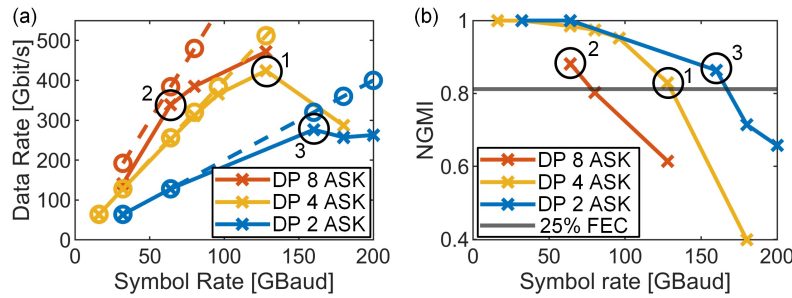 (a)
Data Rate [Gbit/s]
500
400
300
200
100
0
2
1
3
DP 8 ASK
DP 4 ASK
DP 2 ASK
0 50 100 150 200
Symbol Rate [GBaud]
(b)
NGMI
1
0.8
0.6
0.4
2
1
3
DP 8 ASK
DP 4 ASK
DP 2 ASK
25% FEC
0 50 100 150 200
Symbol rate [GBaud]